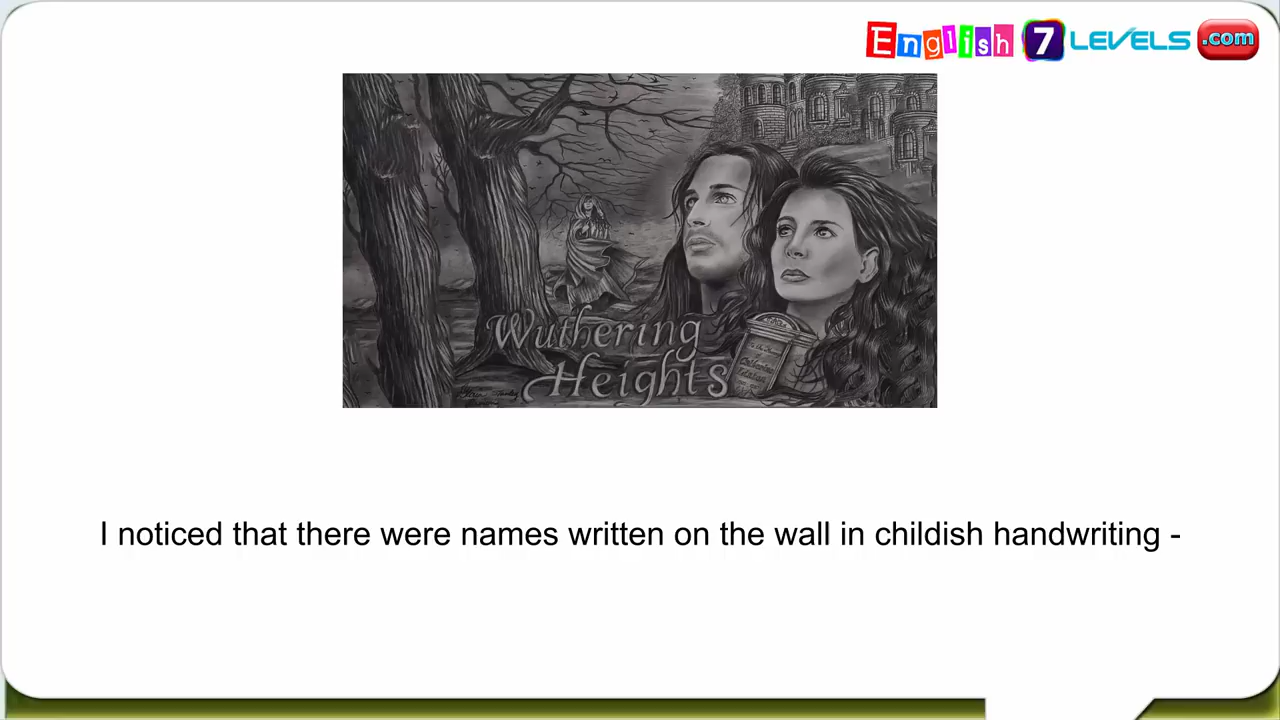 English 7 LEVELS .com
Wuthering
Heights
I noticed that there were names written on the wall in childish handwriting -